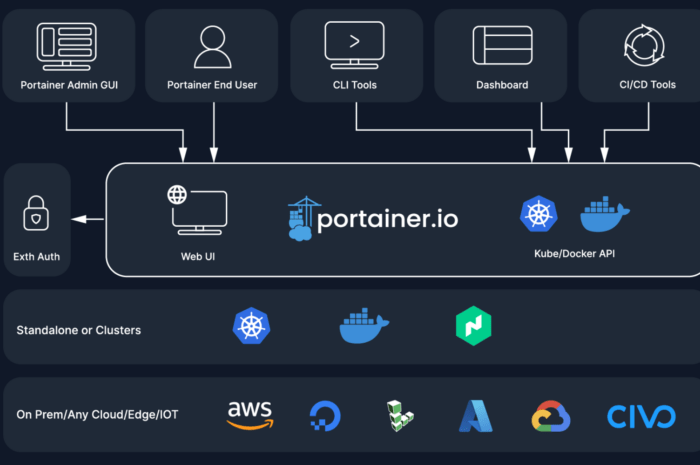 Portainer Admin GUI
Portainer End User
CLI Tools
Dashboard
CI/CD Tools
Exth Auth
Web UI
portainer.io
Kube/Docker API
Standalone or Clusters
On Prem/Any Cloud/Edge/IOT
aws
CIVO